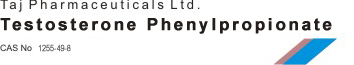 Taj Pharmaceuticals Ltd.
Testosterone Phenylpropionate
CAS No 1255-49-8